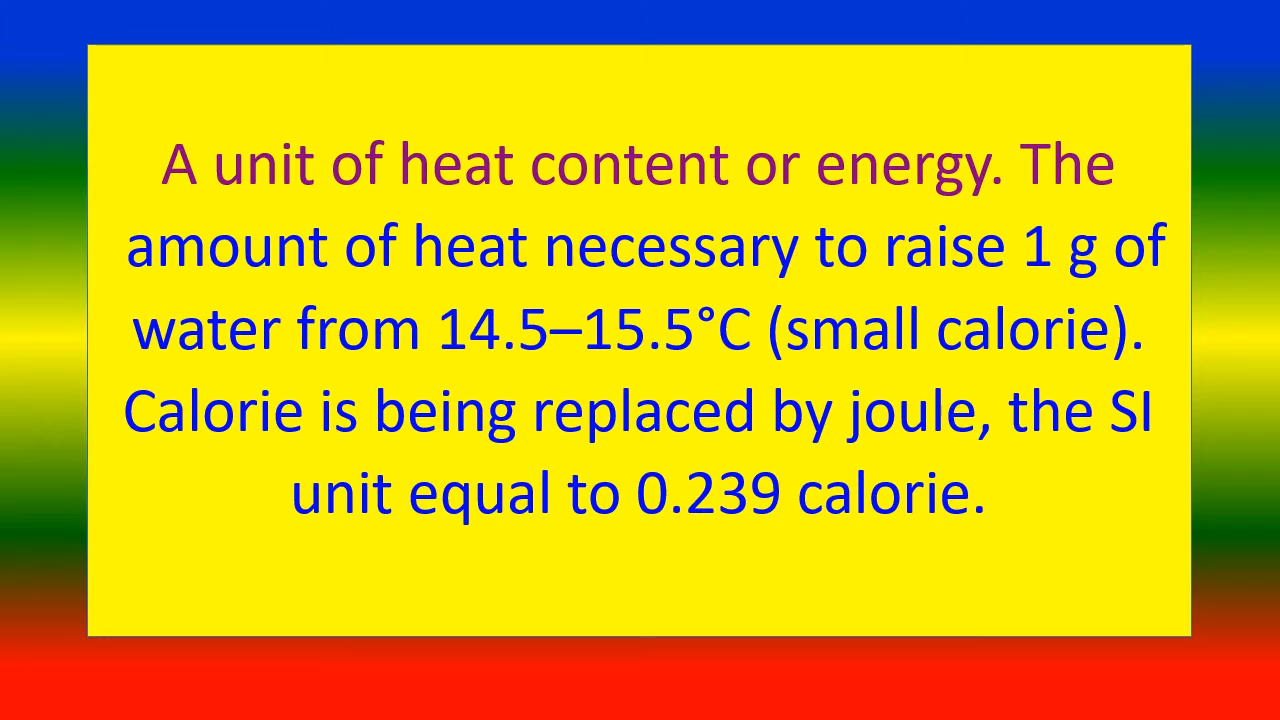 A unit of heat content or energy. The
amount of heat necessary to raise 1 g of
water from 14.5–15.5°C (small calorie).
Calorie is being replaced by joule, the SI
unit equal to 0.239 calorie.